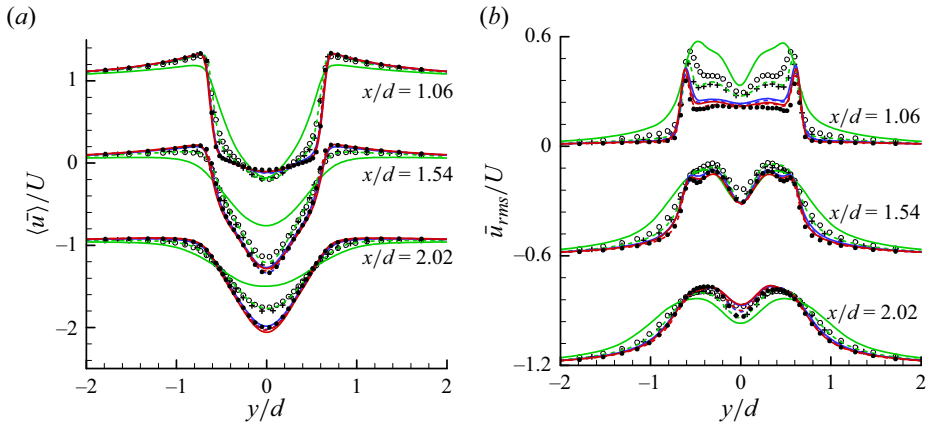 (a)
(b)
1
0
−1
−2
⟨ū⟩/U
x/d = 1.06
x/d = 1.54
x/d = 2.02
−2 −1 0 1 2
y/d
0.6
0
−0.6
−1.2
ū_rms/U
x/d = 1.06
x/d = 1.54
x/d = 2.02
−2 −1 0 1 2
y/d